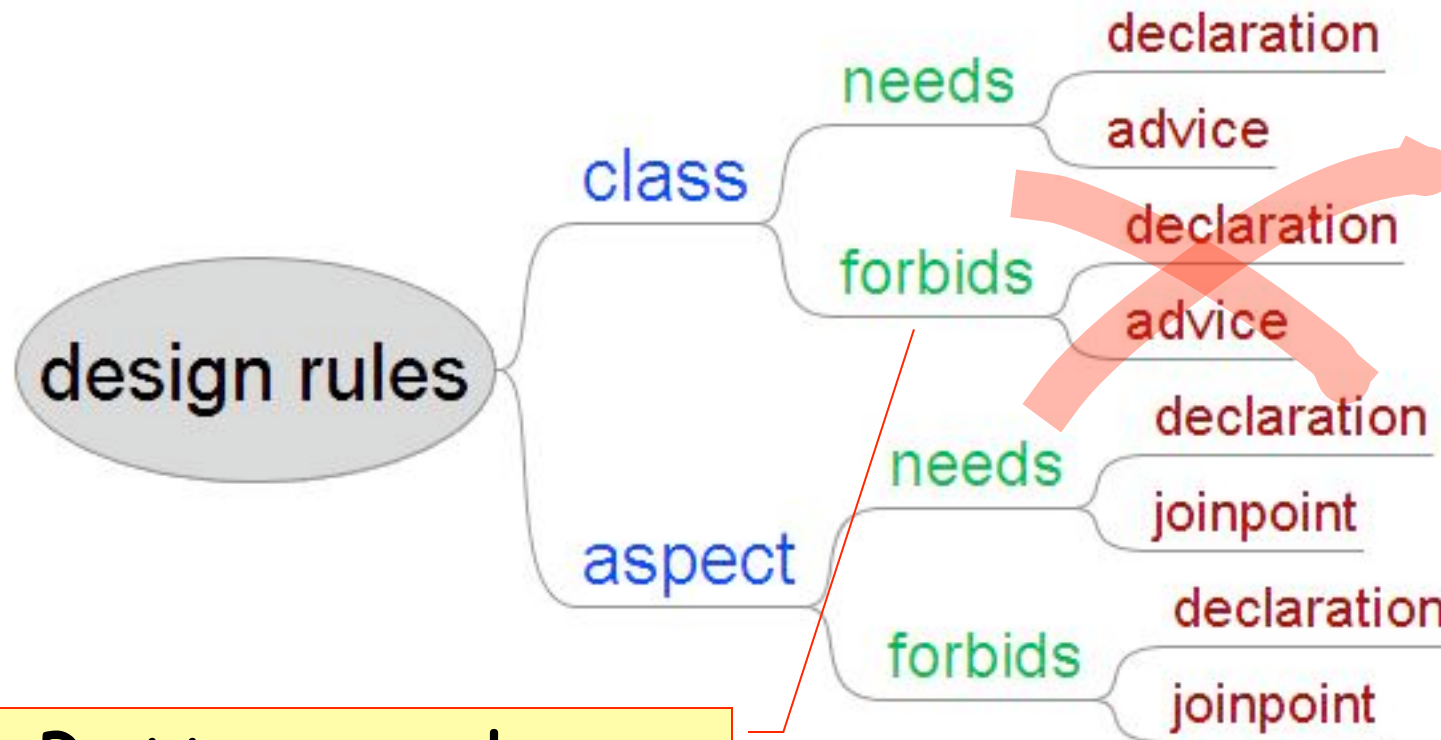 design rules
class
needs
declaration
advice
forbids
declaration
advice
aspect
needs
declaration
joinpoint
forbids
declaration
joinpoint